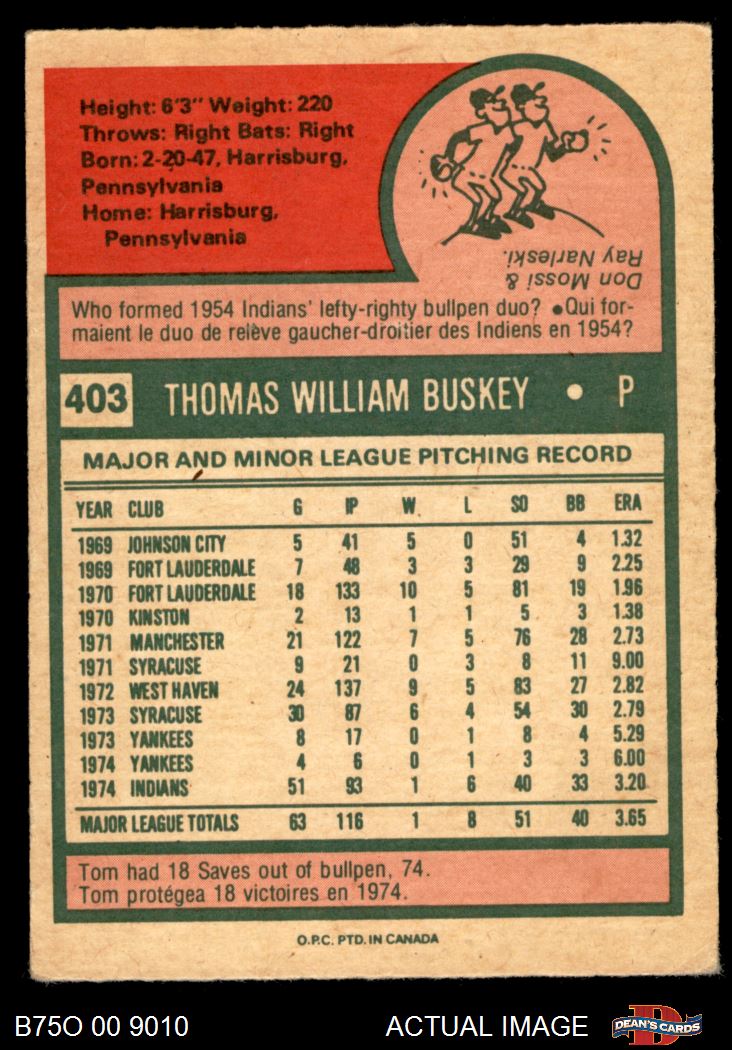 Height: 6'3" Weight: 220
Throws: Right Bats: Right
Born: 2-20-47, Harrisburg,
Pennsylvania
Home: Harrisburg,
Pennsylvania
Don Mossi &
Ray Narleski.
Who formed 1954 Indians' lefty-righty bullpen duo? ●Qui for-
maient le duo de relève gaucher-droitier des Indiens en 1954?
403 THOMAS WILLIAM BUSKEY • P
MAJOR AND MINOR LEAGUE PITCHING RECORD
YEAR CLUB G IP W L SO BB ERA
1969 JOHNSON CITY 5 41 5 0 51 4 1.32
1969 FORT LAUDERDALE 7 48 3 3 29 9 2.25
1970 FORT LAUDERDALE 18 133 10 5 81 19 1.96
1970 KINSTON 2 13 1 1 5 3 1.38
1971 MANCHESTER 21 122 7 5 76 28 2.73
1971 SYRACUSE 9 21 0 3 8 11 9.00
1972 WEST HAVEN 24 137 9 5 83 27 2.82
1973 SYRACUSE 30 87 6 4 54 30 2.79
1973 YANKEES 8 17 0 1 8 4 5.29
1974 YANKEES 4 6 0 1 3 3 6.00
1974 INDIANS 51 93 1 6 40 33 3.20
MAJOR LEAGUE TOTALS 63 116 1 8 51 40 3.65
Tom had 18 Saves out of bullpen, 74.
Tom protégea 18 victoires en 1974.
O.P.C. PTD. IN CANADA
B75O 00 9010 ACTUAL IMAGE DEAN'S CARDS